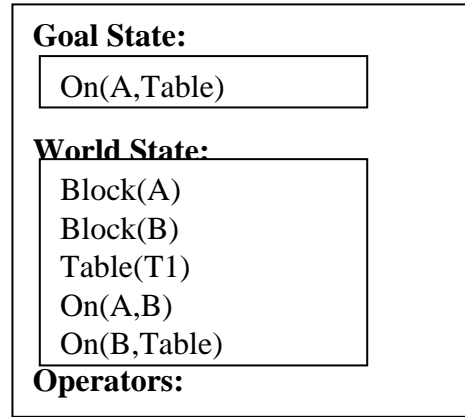 Goal State:
On(A,Table)
World State:
Block(A)
Block(B)
Table(T1)
On(A,B)
On(B,Table)
Operators: